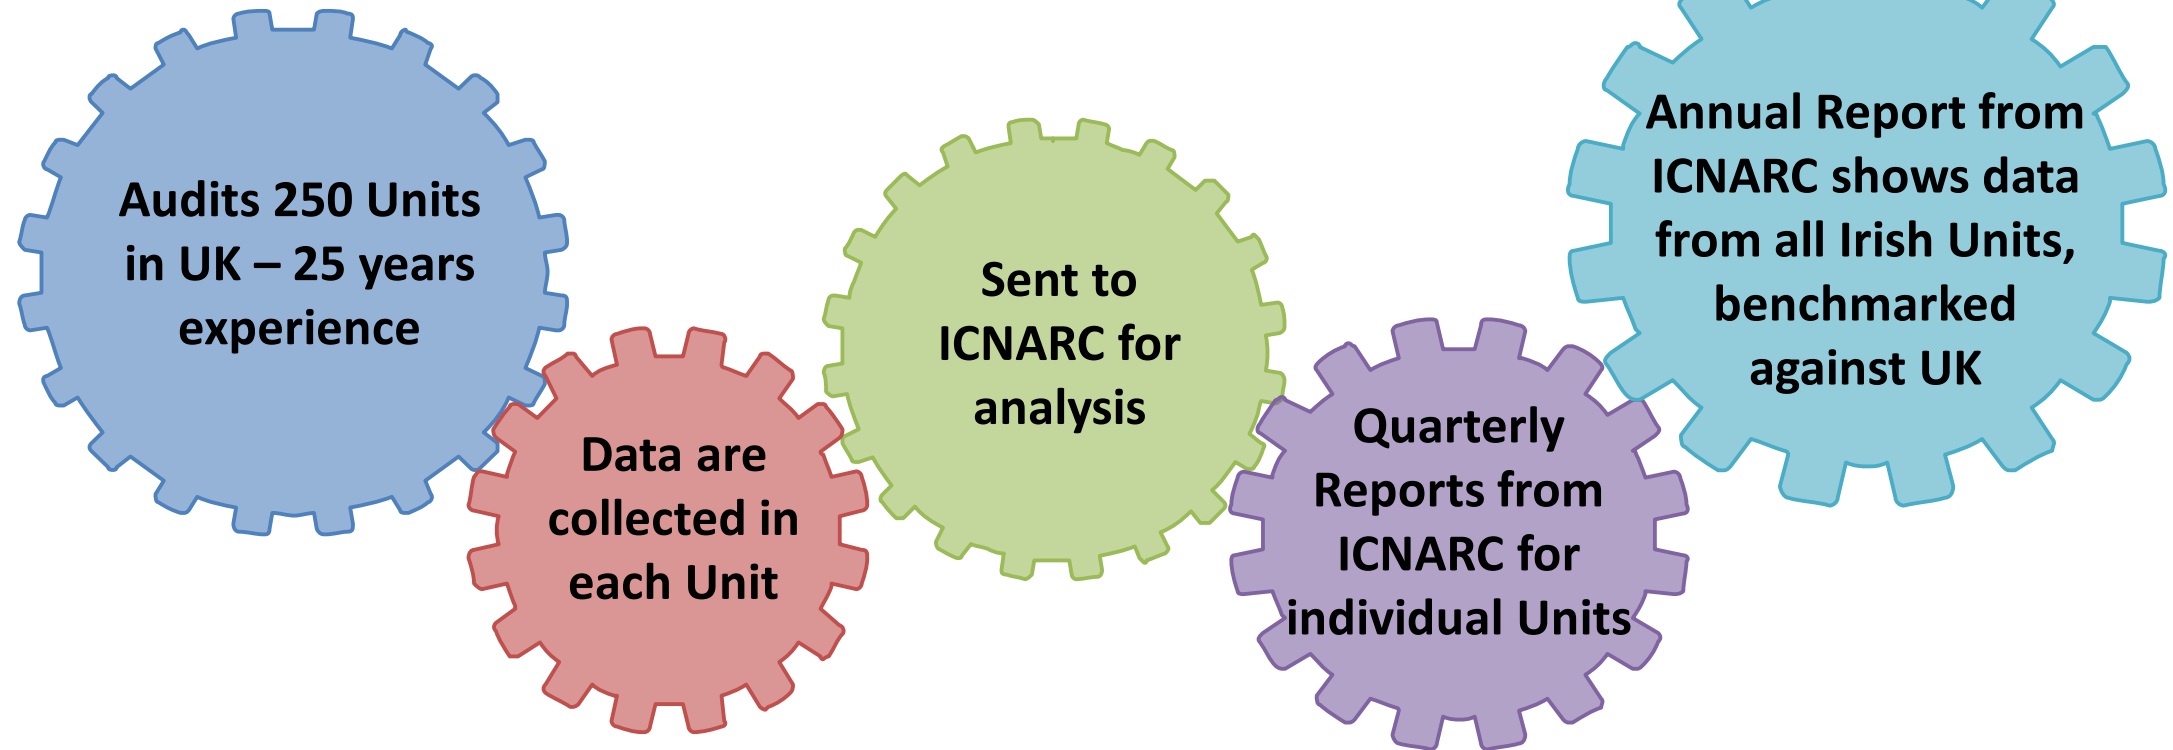 Audits 250 Units
in UK – 25 years
experience
Data are
collected in
each Unit
Sent to
ICNARC for
analysis
Quarterly
Reports from
ICNARC for
individual Units
Annual Report from
ICNARC shows data
from all Irish Units,
benchmarked
against UK